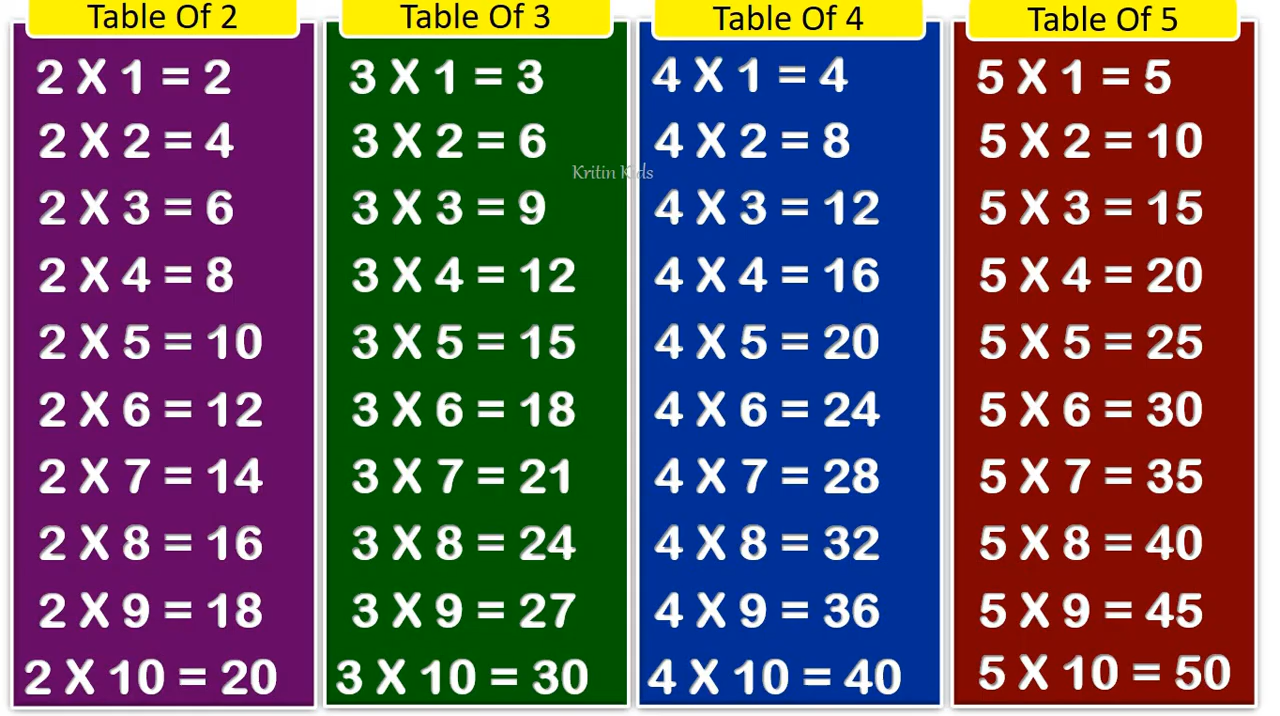 Table Of 2
2 X 1 = 2
2 X 2 = 4
2 X 3 = 6
2 X 4 = 8
2 X 5 = 10
2 X 6 = 12
2 X 7 = 14
2 X 8 = 16
2 X 9 = 18
2 X 10 = 20
Table Of 3
3 X 1 = 3
3 X 2 = 6
3 X 3 = 9
3 X 4 = 12
3 X 5 = 15
3 X 6 = 18
3 X 7 = 21
3 X 8 = 24
3 X 9 = 27
3 X 10 = 30
Kritin Kids
Table Of 4
4 X 1 = 4
4 X 2 = 8
4 X 3 = 12
4 X 4 = 16
4 X 5 = 20
4 X 6 = 24
4 X 7 = 28
4 X 8 = 32
4 X 9 = 36
4 X 10 = 40
Table Of 5
5 X 1 = 5
5 X 2 = 10
5 X 3 = 15
5 X 4 = 20
5 X 5 = 25
5 X 6 = 30
5 X 7 = 35
5 X 8 = 40
5 X 9 = 45
5 X 10 = 50